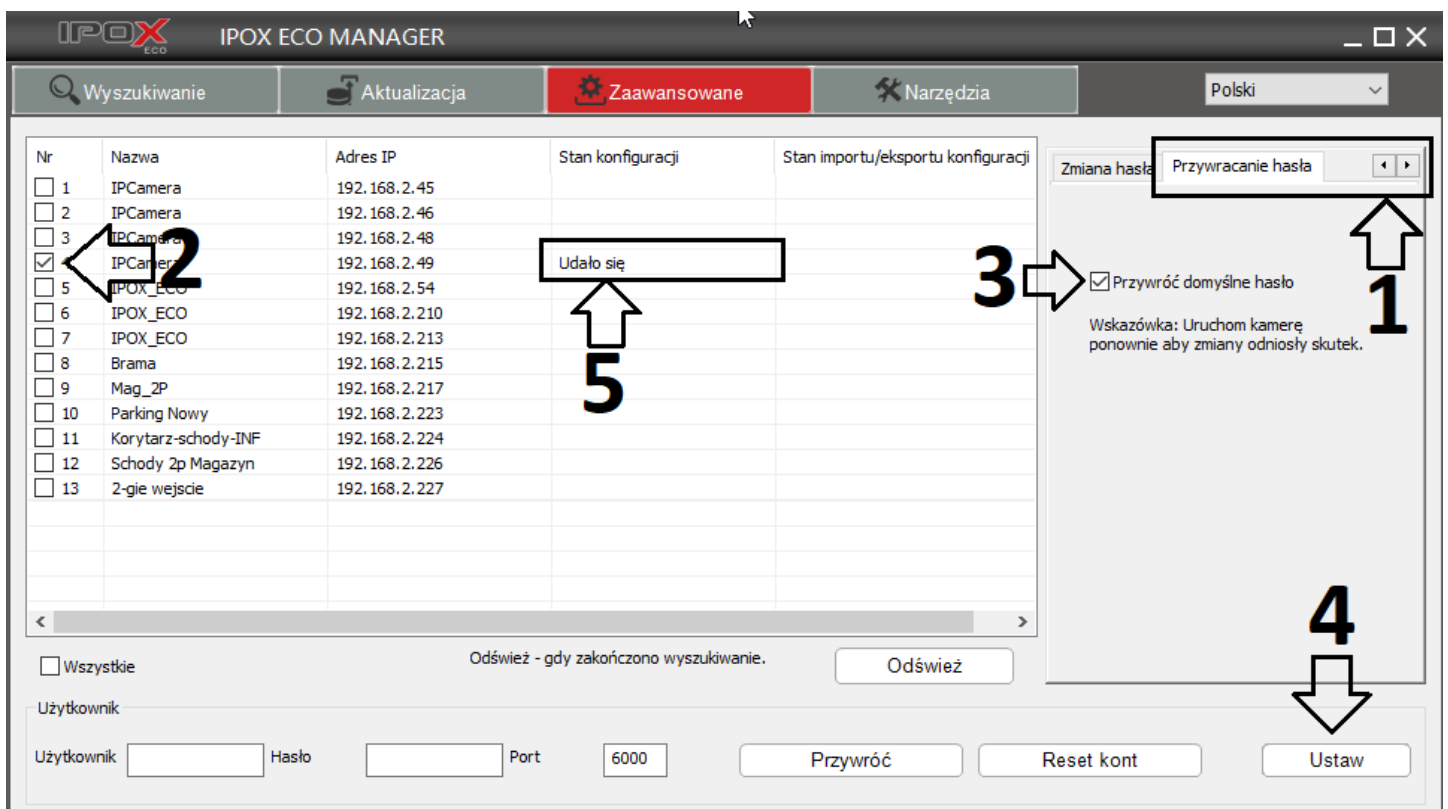 IPOX ECO IPOX ECO MANAGER
Wyszukiwanie Aktualizacja Zaawansowane Narzędzia Polski
Nr Nazwa Adres IP Stan konfiguracji Stan importu/eksportu konfiguracji
Zmiana hasła Przywracanie hasła
1 IPCamera 192.168.2.45
2 IPCamera 192.168.2.46
3 IPCamera 192.168.2.48
4 IPCamera 192.168.2.49 Udało się
5 IPOX_ECO 192.168.2.54
6 IPOX_ECO 192.168.2.210
7 IPOX_ECO 192.168.2.213
8 Brama 192.168.2.215
9 Mag_2P 192.168.2.217
10 Parking Nowy 192.168.2.223
11 Korytarz-schody-INF 192.168.2.224
12 Schody 2p Magazyn 192.168.2.226
13 2-gie wejscie 192.168.2.227
2
5
3
1
Przywróć domyślne hasło
Wskazówka: Uruchom kamerę
ponownie aby zmiany odniosły skutek.
4
Wszystkie Odśwież - gdy zakończono wyszukiwanie. Odśwież
Użytkownik
Użytkownik Hasło Port 6000 Przywróć Reset kont Ustaw